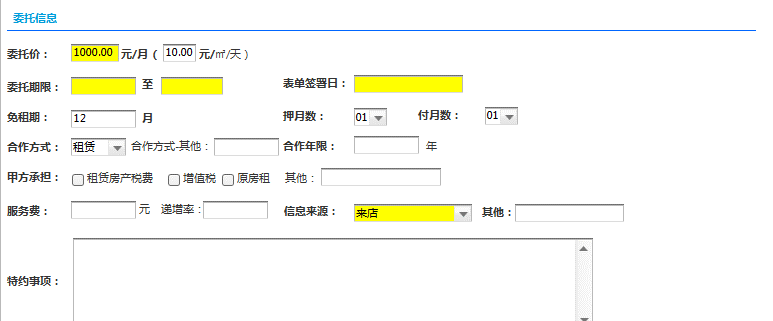 委托信息
委托价： 1000.00 元/月 ( 10.00 元/㎡/天 )
委托期限： 至 表单签署日：
免租期： 12 月 押月数： 01 付月数： 01
合作方式： 租赁 合作方式-其他： 合作年限： 年
甲方承担： 租赁房产税费 增值税 原房租 其他：
服务费： 元 递增率： 信息来源： 来店 其他：
特约事项：